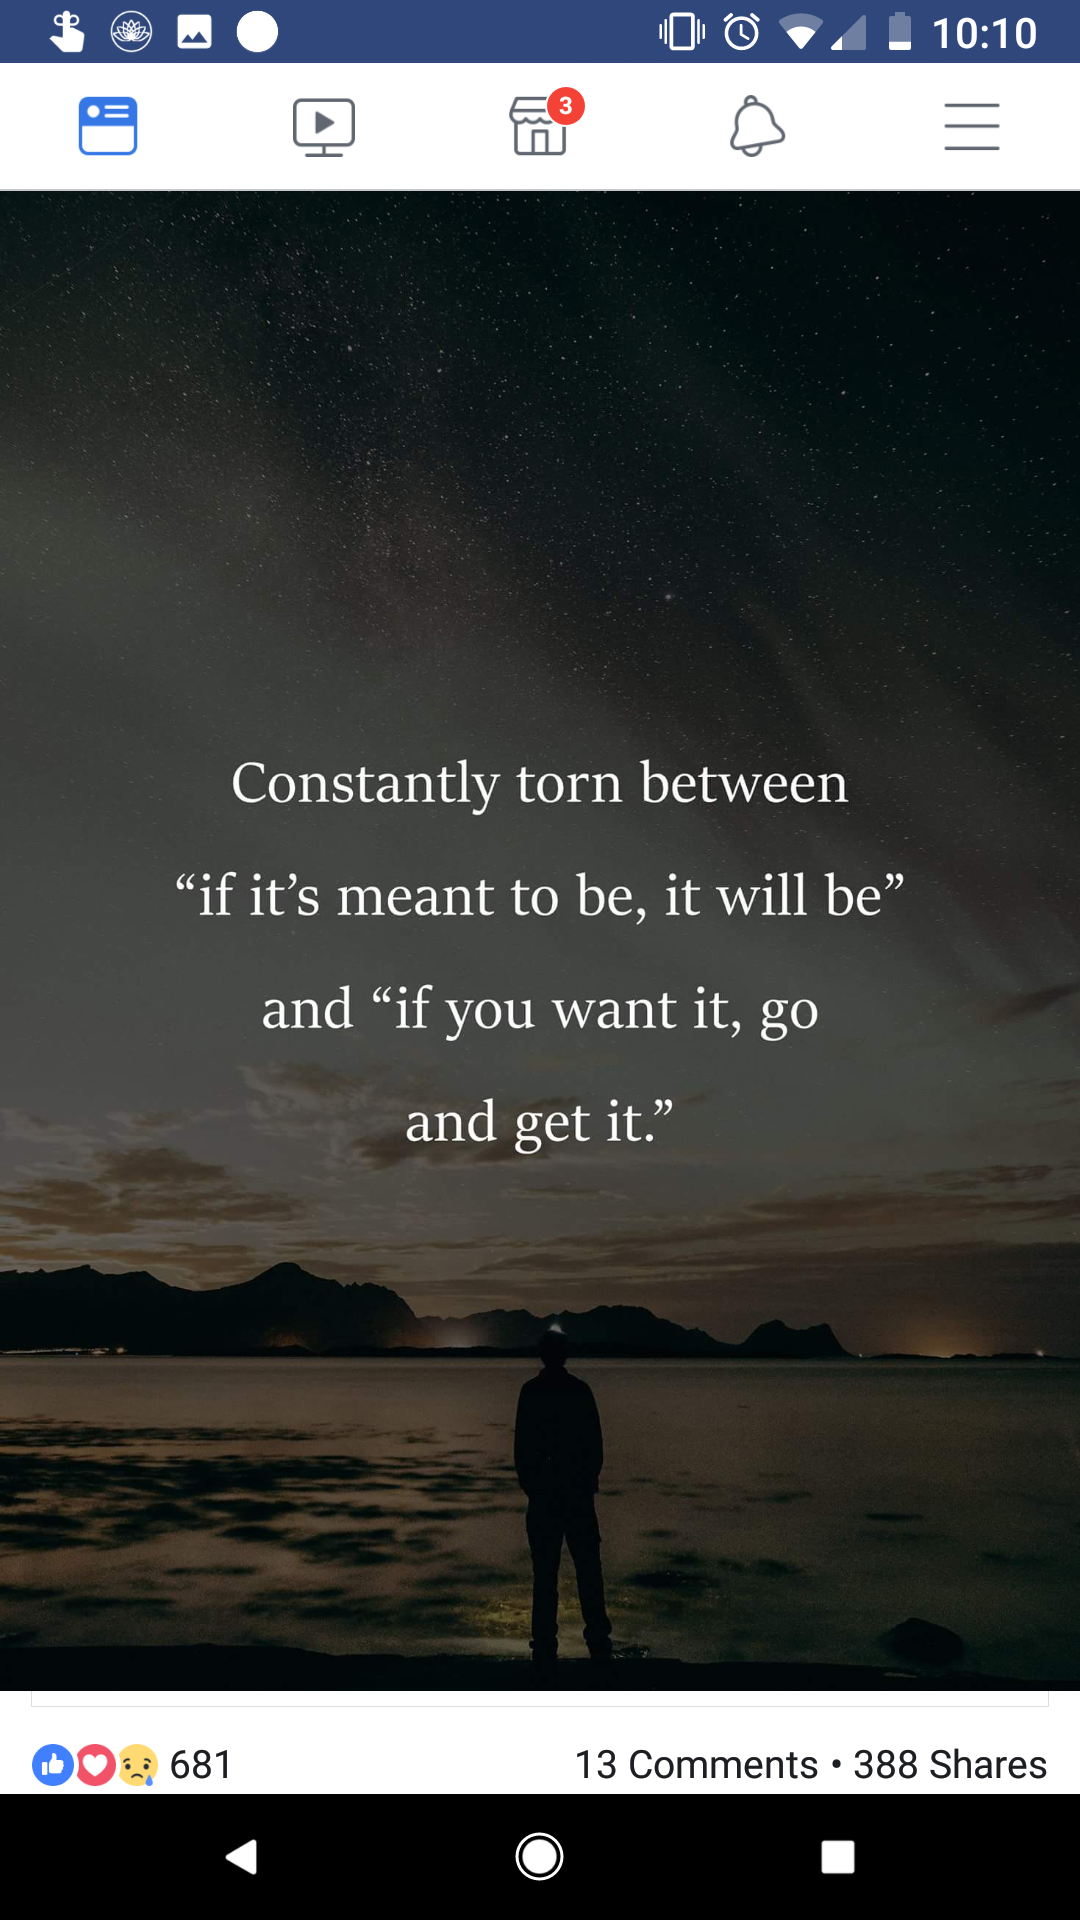 10:10
3
Constantly torn between
“if it’s meant to be, it will be”
and “if you want it, go
and get it.”
681
13 Comments • 388 Shares